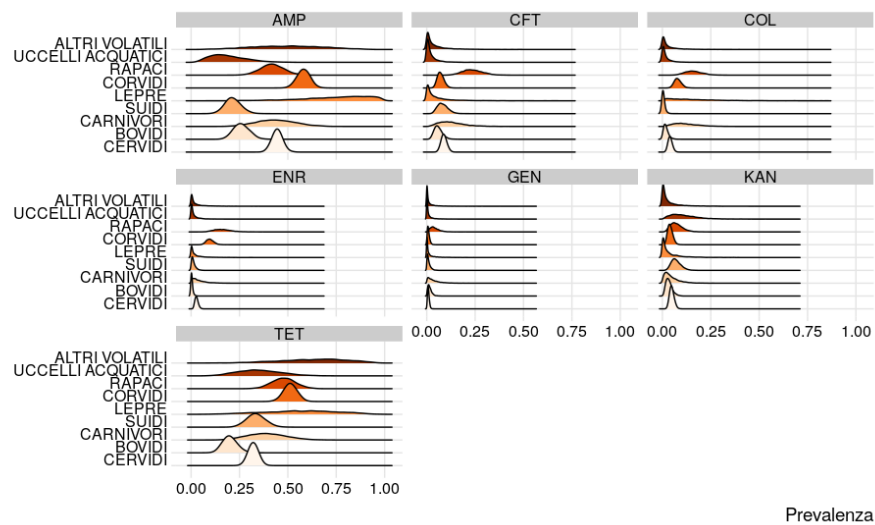 AMP CFT COL
ALTRI VOLATILI
UCCELLI ACQUATICI
RAPACI
CORVIDI
LEPRE
SUIDI
CARNIVORI
BOVIDI
CERVIDI
ENR GEN KAN
ALTRI VOLATILI
UCCELLI ACQUATICI
RAPACI
CORVIDI
LEPRE
SUIDI
CARNIVORI
BOVIDI
CERVIDI
0.00 0.25 0.50 0.75 1.00 0.00 0.25 0.50 0.75 1.00
TET
ALTRI VOLATILI
UCCELLI ACQUATICI
RAPACI
CORVIDI
LEPRE
SUIDI
CARNIVORI
BOVIDI
CERVIDI
0.00 0.25 0.50 0.75 1.00
Prevalenza